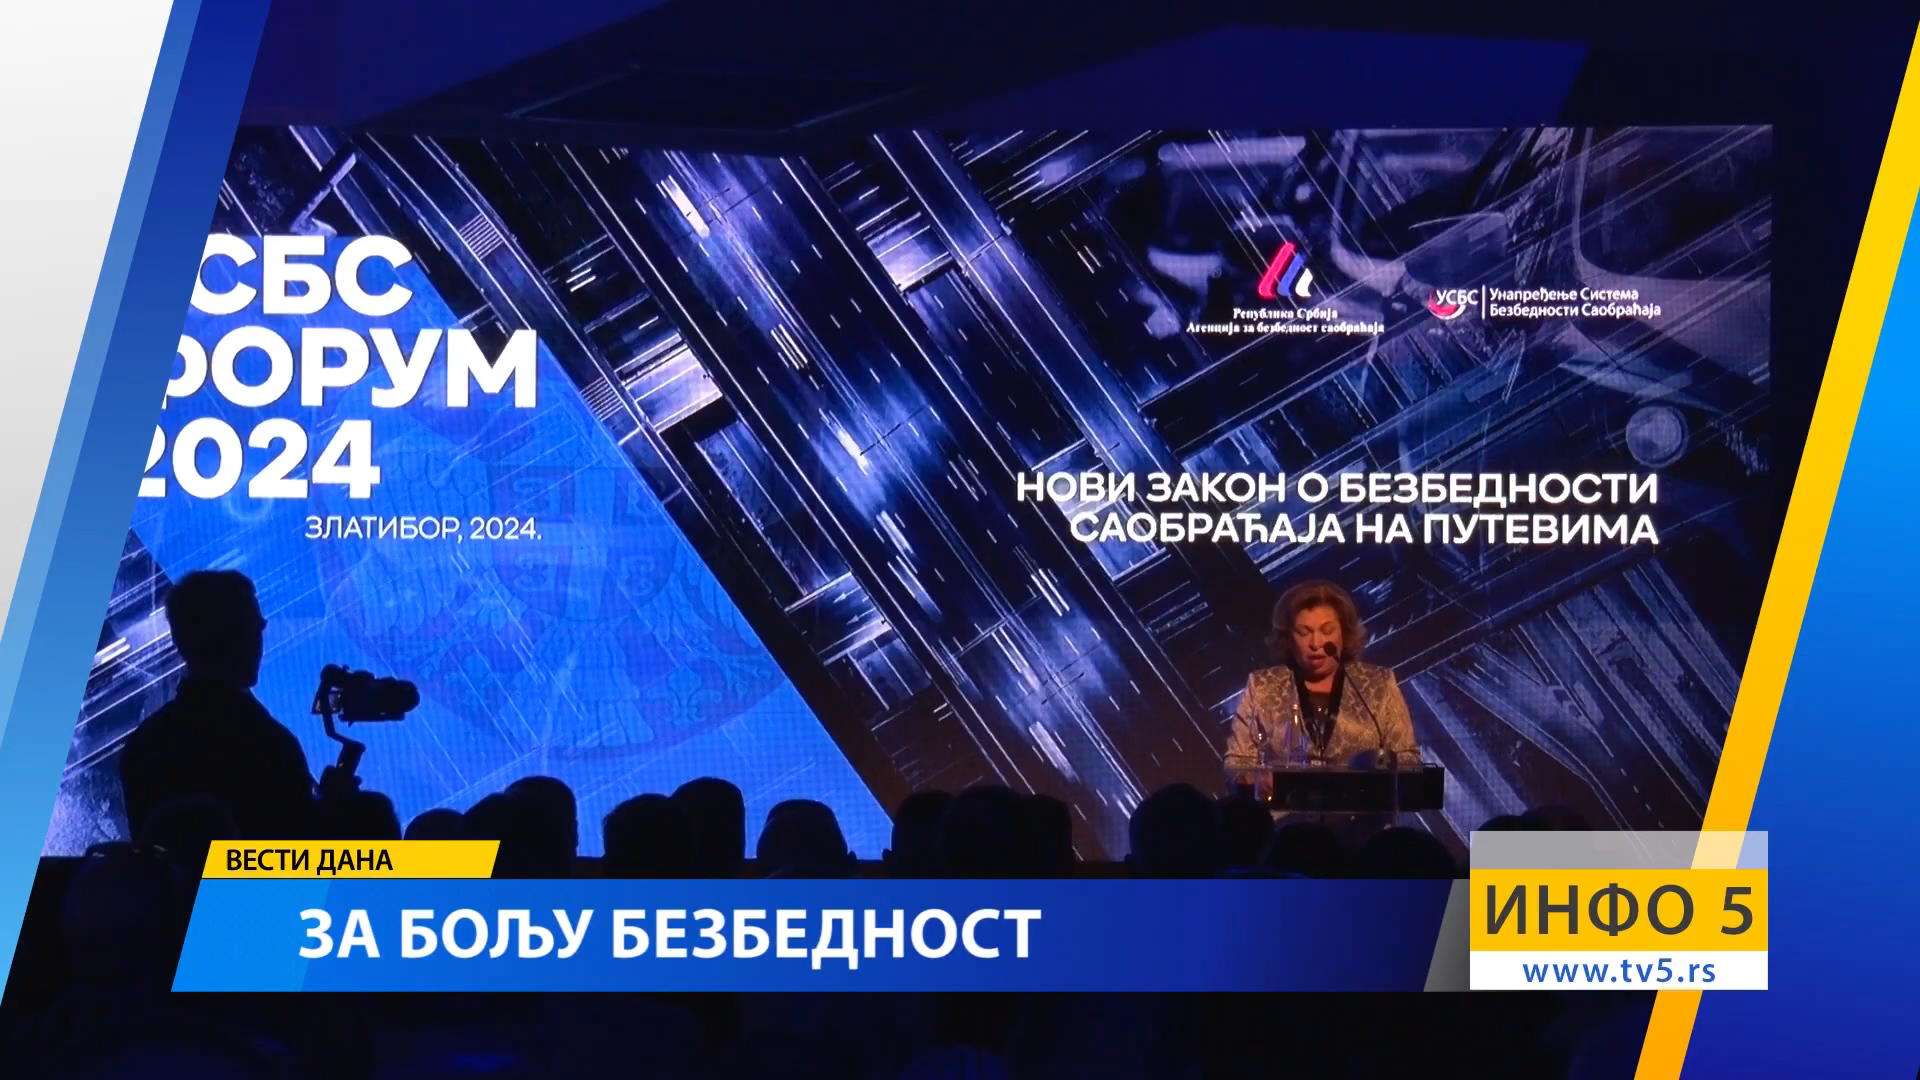 СБС
ФОРУМ
2024
ЗЛАТИБОР, 2024.
Република Србија
Агенција за безбедност саобраћаја
УСБС
Унапређење Система
Безбедности Саобраћаја
НОВИ ЗАКОН О БЕЗБЕДНОСТИ
САОБРАЋАЈА НА ПУТЕВИМА
ВЕСТИ ДАНА
ЗА БОЉУ БЕЗБЕДНОСТ
ИНФО 5
www.tv5.rs